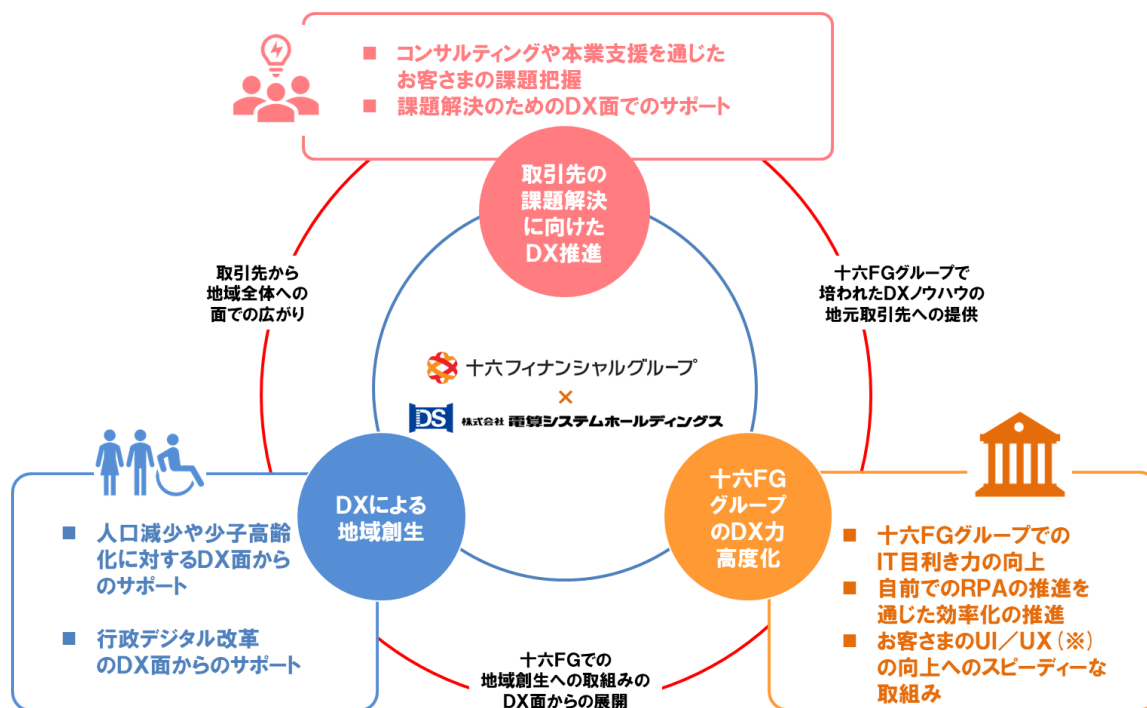 ■ コンサルティングや本業支援を通じた
お客さまの課題把握
■ 課題解決のためのDX面でのサポート
取引先の
課題解決
に向けた
DX推進
取引先から
地域全体への
面での広がり
十六FGグループで
培われたDXノウハウの
地元取引先への提供
十六フィナンシャルグループ
×
DS 株式会社 電算システムホールディングス
DXによる
地域創生
十六FG
グループ
のDX力
高度化
■ 人口減少や少子高齢
化に対するDX面から
のサポート
■ 行政デジタル改革
のDX面からのサポート
■ 十六FGグループでの
IT目利き力の向上
■ 自前でのRPAの推進を
通じた効率化の推進
■ お客さまのUI／UX（※）
の向上へのスピーディーな
取組み
十六FGでの
地域創生への取組みの
DX面からの展開